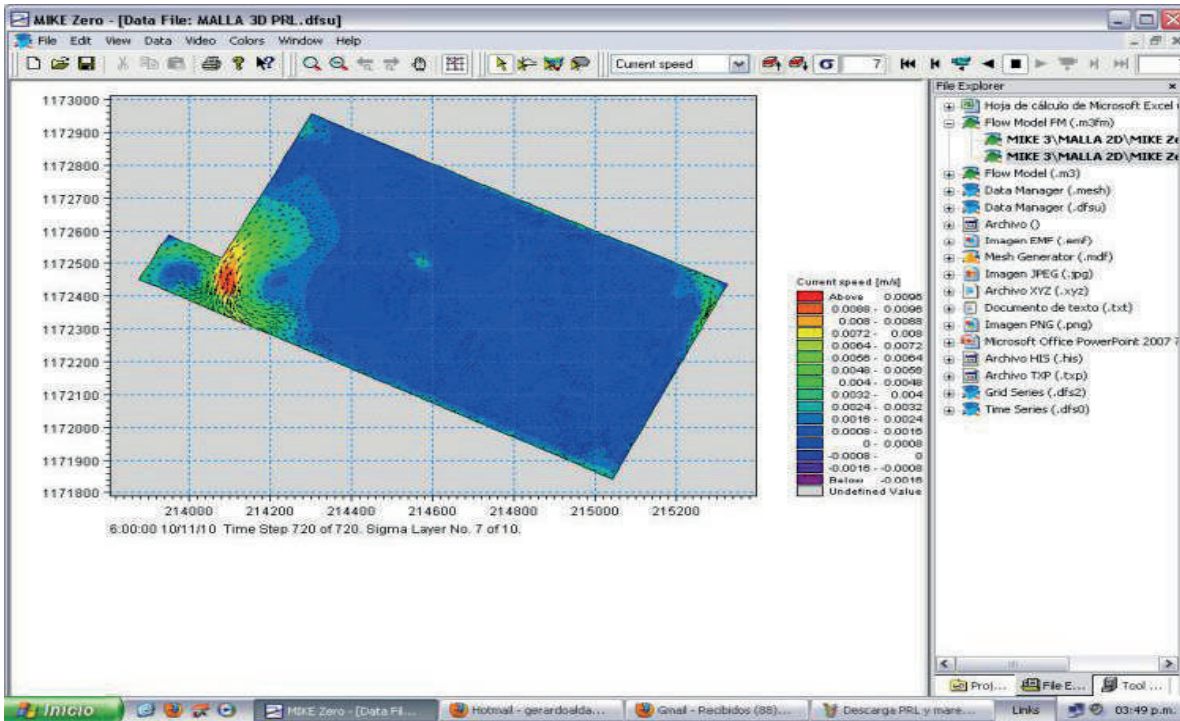 MIKE Zero - [Data File: MALLA 3D PRL.dfsu]
File Edit View Data Video Colors Window Help
Current speed
7
File Explorer
Hoja de cálculo de Microsoft Excel
Flow Model FM (.m3fm)
MIKE 3\MALLA 2D\MIKE Ze
MIKE 3\MALLA 2D\MIKE Ze
Flow Model (.m3)
Data Manager (.mesh)
Data Manager (.dfsu)
Archivo ()
Imagen EMF (.emf)
Mesh Generator (.mdf)
Imagen JPEG (.jpg)
Archivo XYZ (.xyz)
Documento de texto (.txt)
Imagen PNG (.png)
Microsoft Office PowerPoint 2007
Archivo HIS (.his)
Archivo TXP (.txp)
Grid Series (.dfs2)
Time Series (.dfs0)
1173000
1172900
1172800
1172700
1172600
1172500
1172400
1172300
1172200
1172100
1172000
1171900
1171800
214000 214200 214400 214600 214800 215000 215200
6:00:00 10/11/10 Time Step 720 of 720. Sigma Layer No. 7 of 10.
Current speed [m/s]
Above 0.0096
0.0088 - 0.0096
0.008 - 0.0088
0.0072 - 0.008
0.0064 - 0.0072
0.0056 - 0.0064
0.0048 - 0.0056
0.004 - 0.0048
0.0032 - 0.004
0.0024 - 0.0032
0.0016 - 0.0024
0.0008 - 0.0016
0 - 0.0008
-0.0008 - 0
-0.0016 - -0.0008
Below -0.0016
Undefined Value
Proj... File E... Tool ...
Inicio
MIKE Zero - [Data Fil...
Hotmail - gerardoalda...
Gmail - Recibidos (88)...
Descarga PRL y mare...
Links
03:49 p.m.